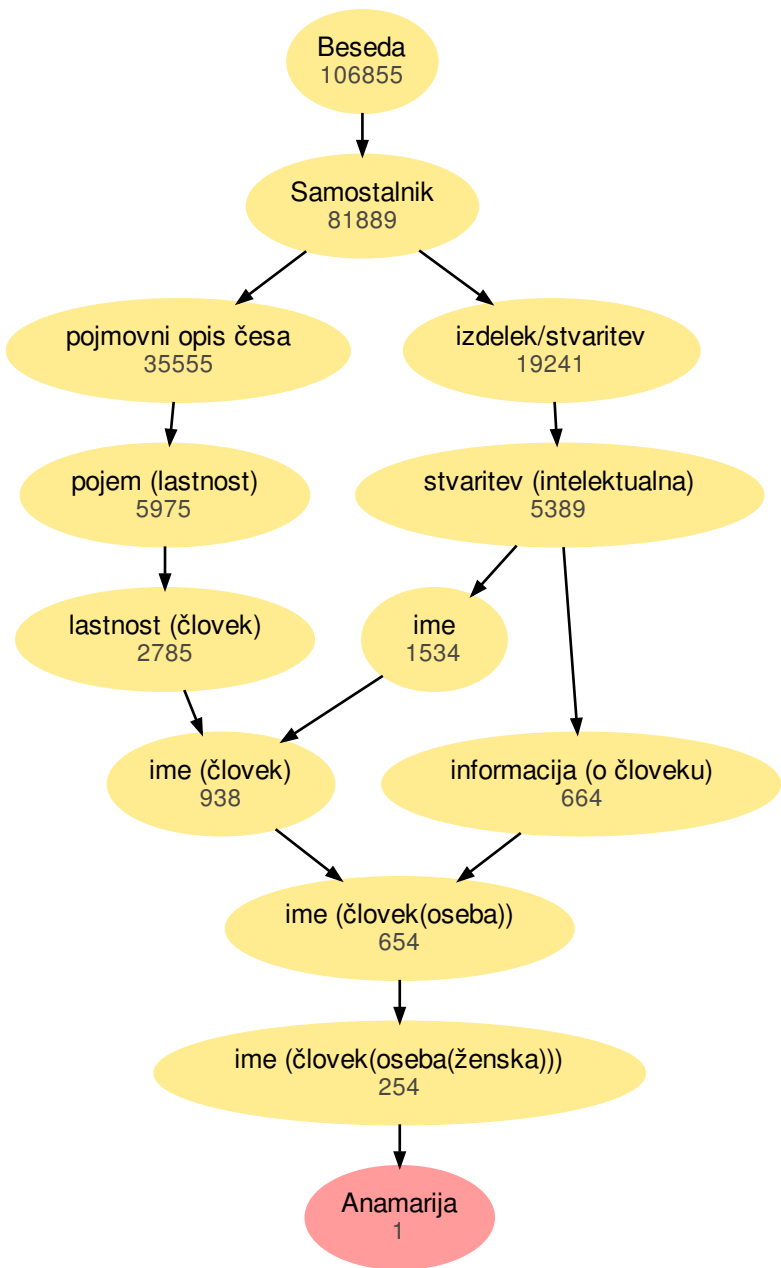 Beseda
106855
Samostalnik
81889
pojmovni opis česa
35555
izdelek/stvaritev
19241
pojem (lastnost)
5975
stvaritev (intelektualna)
5389
lastnost (človek)
2785
ime
1534
ime (človek)
938
informacija (o človeku)
664
ime (človek(oseba))
654
ime (človek(oseba(ženska)))
254
Anamarija
1